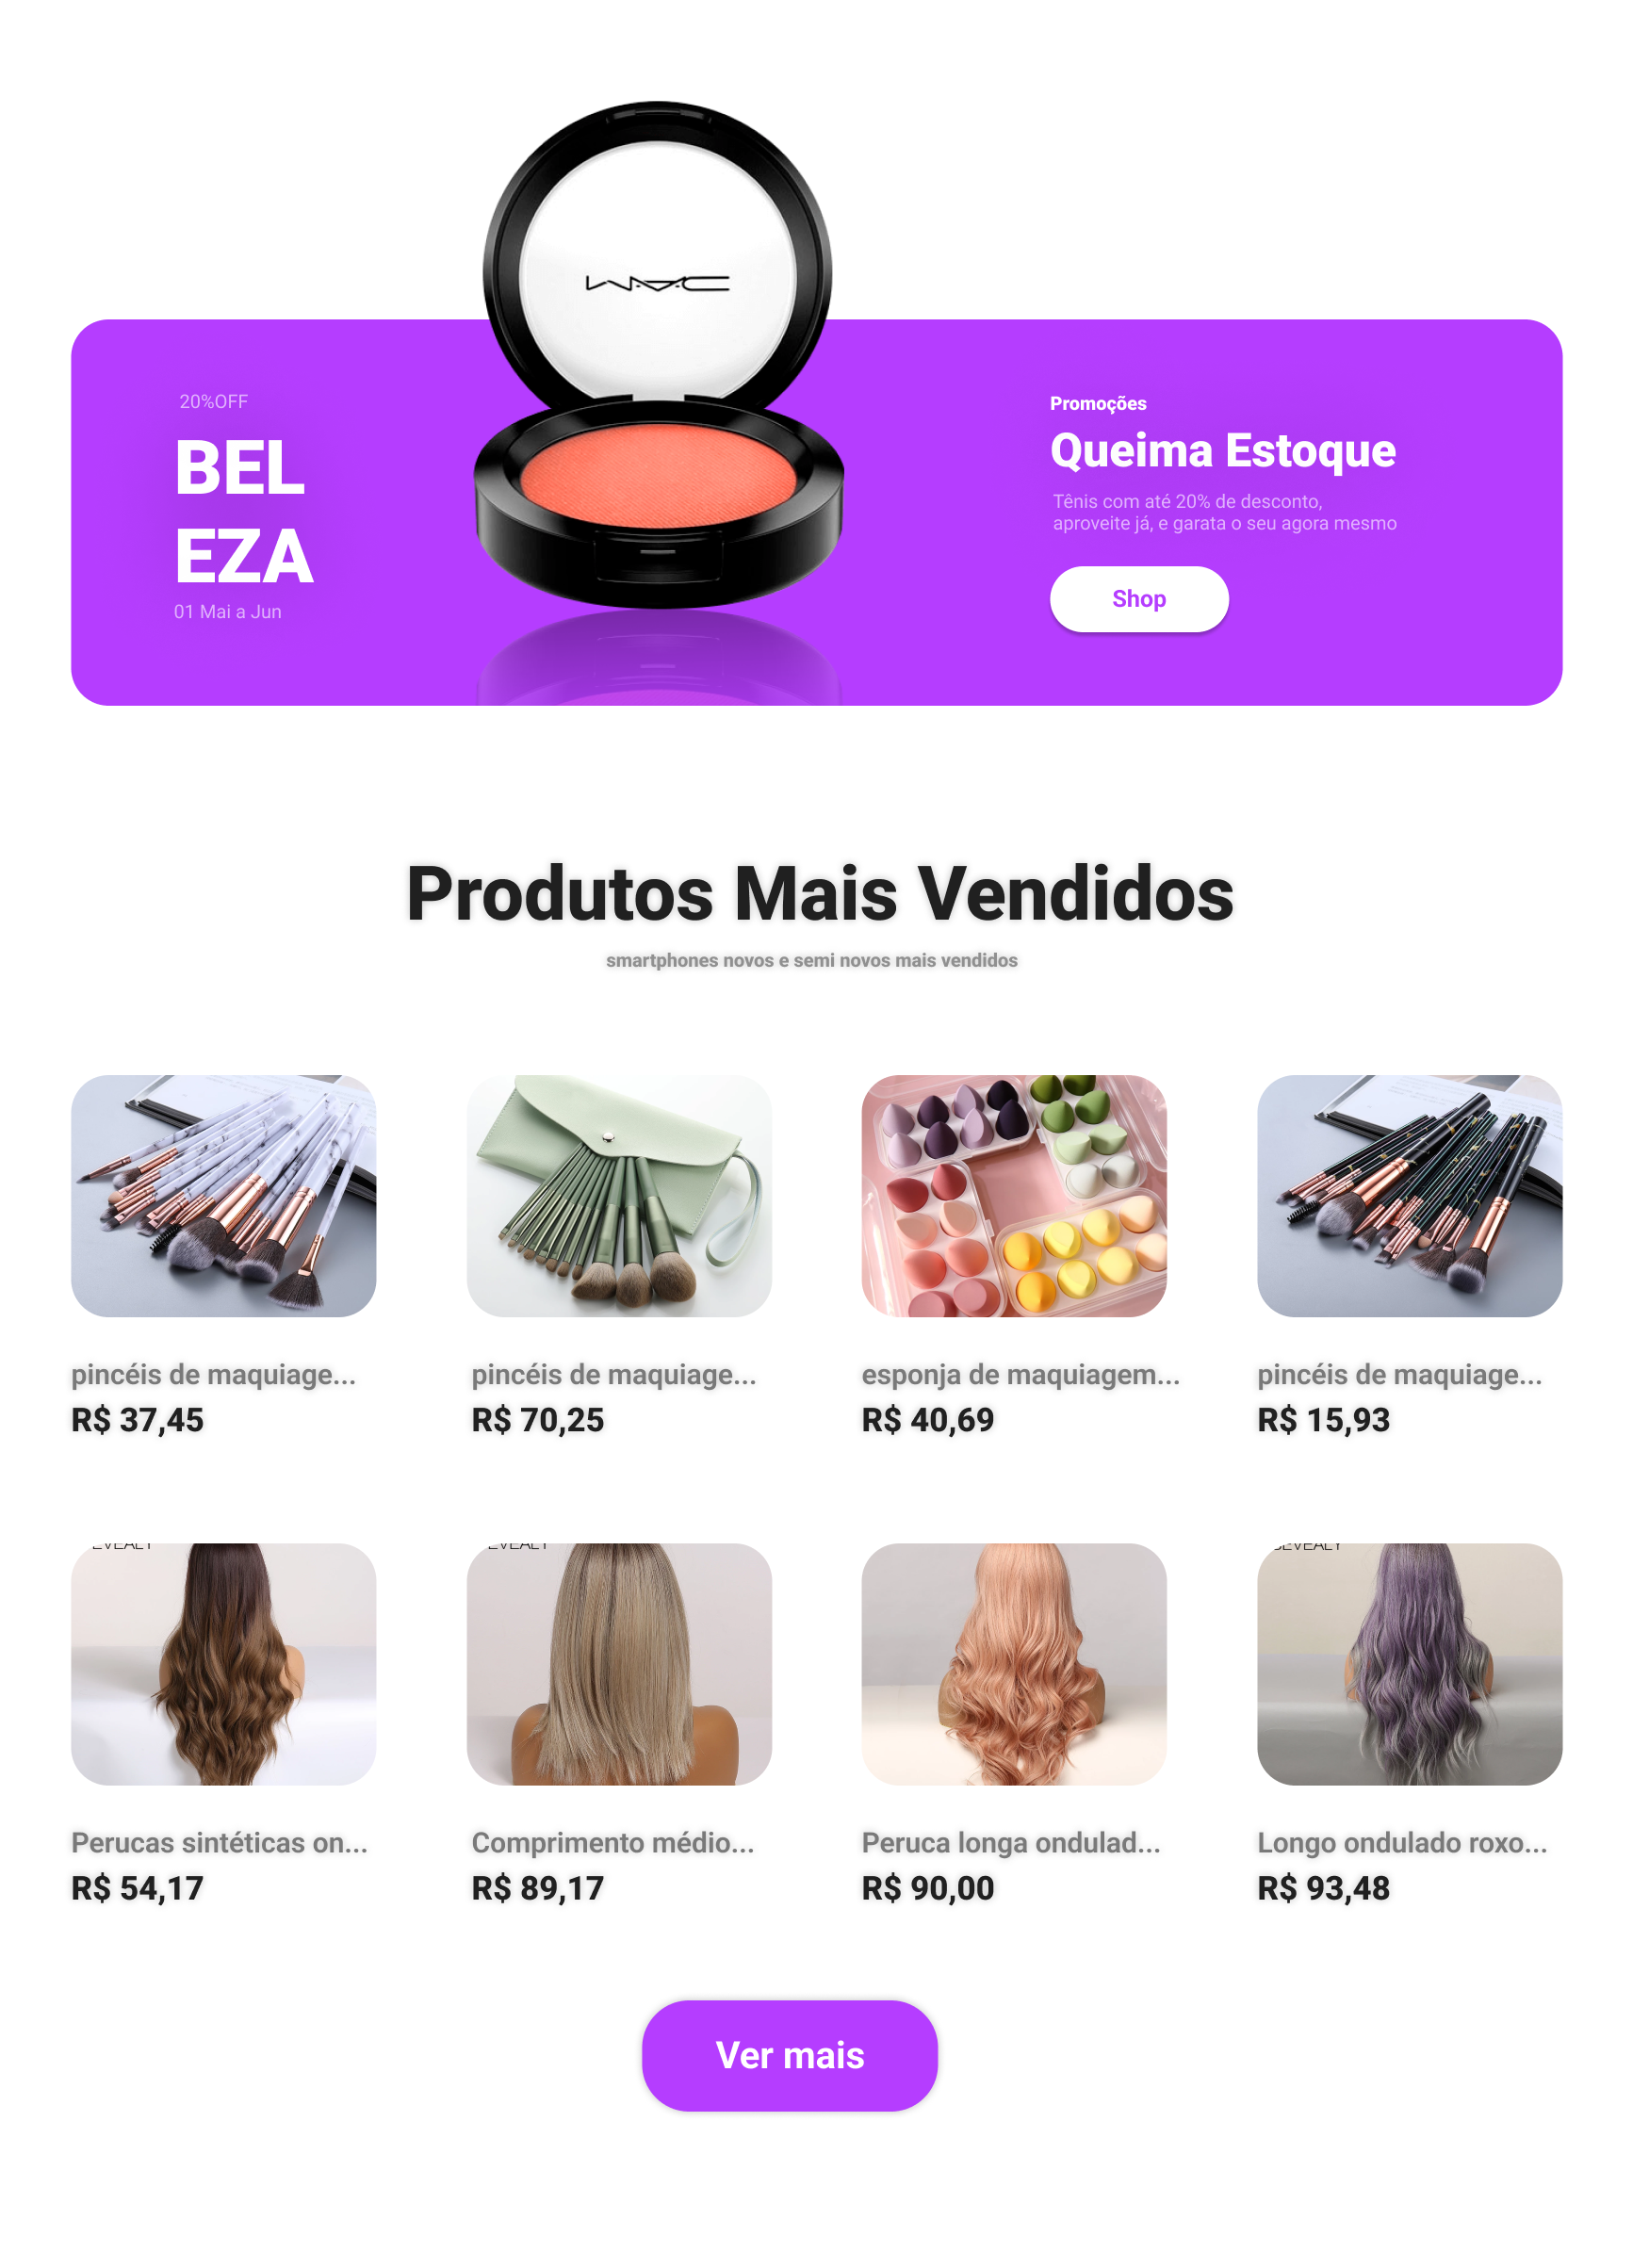 MAC
20%OFF
BEL
EZA
01 Mai a Jun
Promoções
Queima Estoque
Tênis com até 20% de desconto,
aproveite já, e garata o seu agora mesmo
Shop
Produtos Mais Vendidos
smartphones novos e semi novos mais vendidos
pincéis de maquiage...
R$ 37,45
pincéis de maquiage...
R$ 70,25
esponja de maquiagem...
R$ 40,69
pincéis de maquiage...
R$ 15,93
Perucas sintéticas on...
R$ 54,17
Comprimento médio...
R$ 89,17
Peruca longa ondulad...
R$ 90,00
Longo ondulado roxo...
R$ 93,48
Ver mais